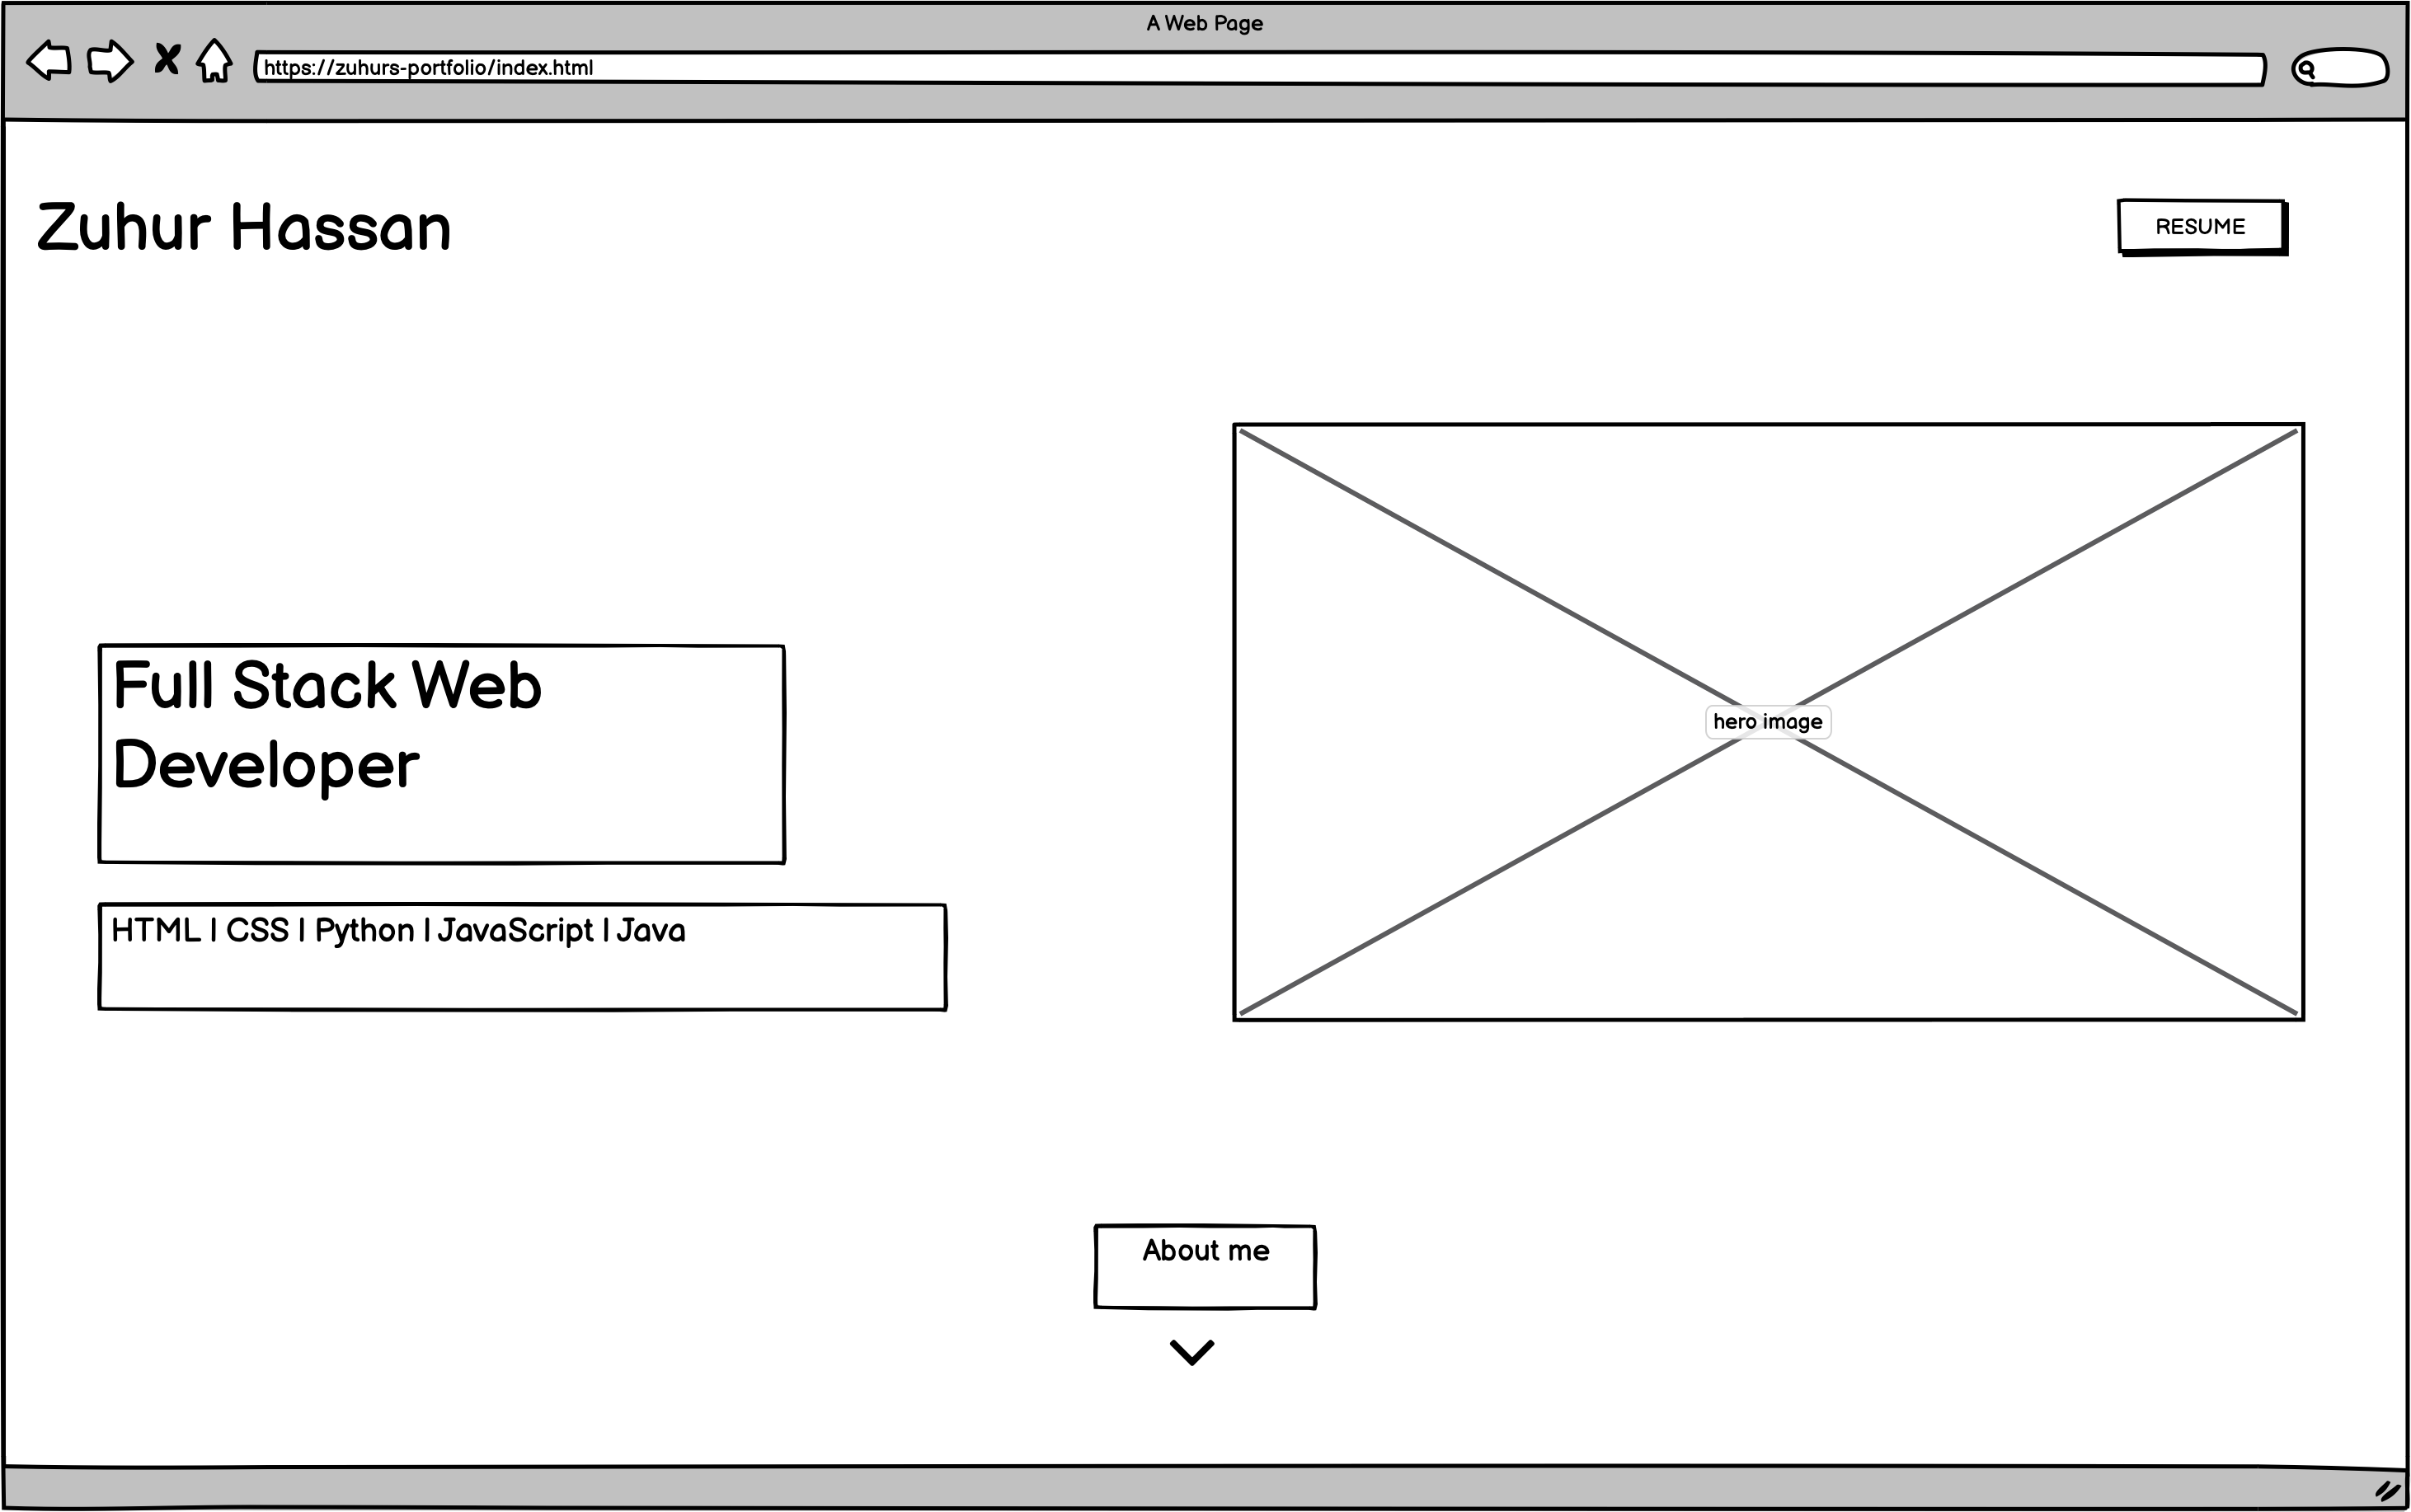 A Web Page
https://zuhurs-portfolio/index.html
Zuhur Hassan
RESUME
Full Stack Web
Developer
hero image
HTML | CSS | Python | JavaScript | Java
About me